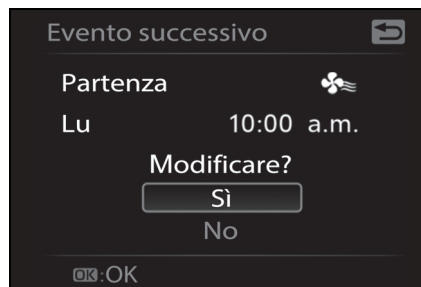 Evento successivo
Partenza
Lu 10:00 a.m.
Modificare?
Sì
No
OK:OK